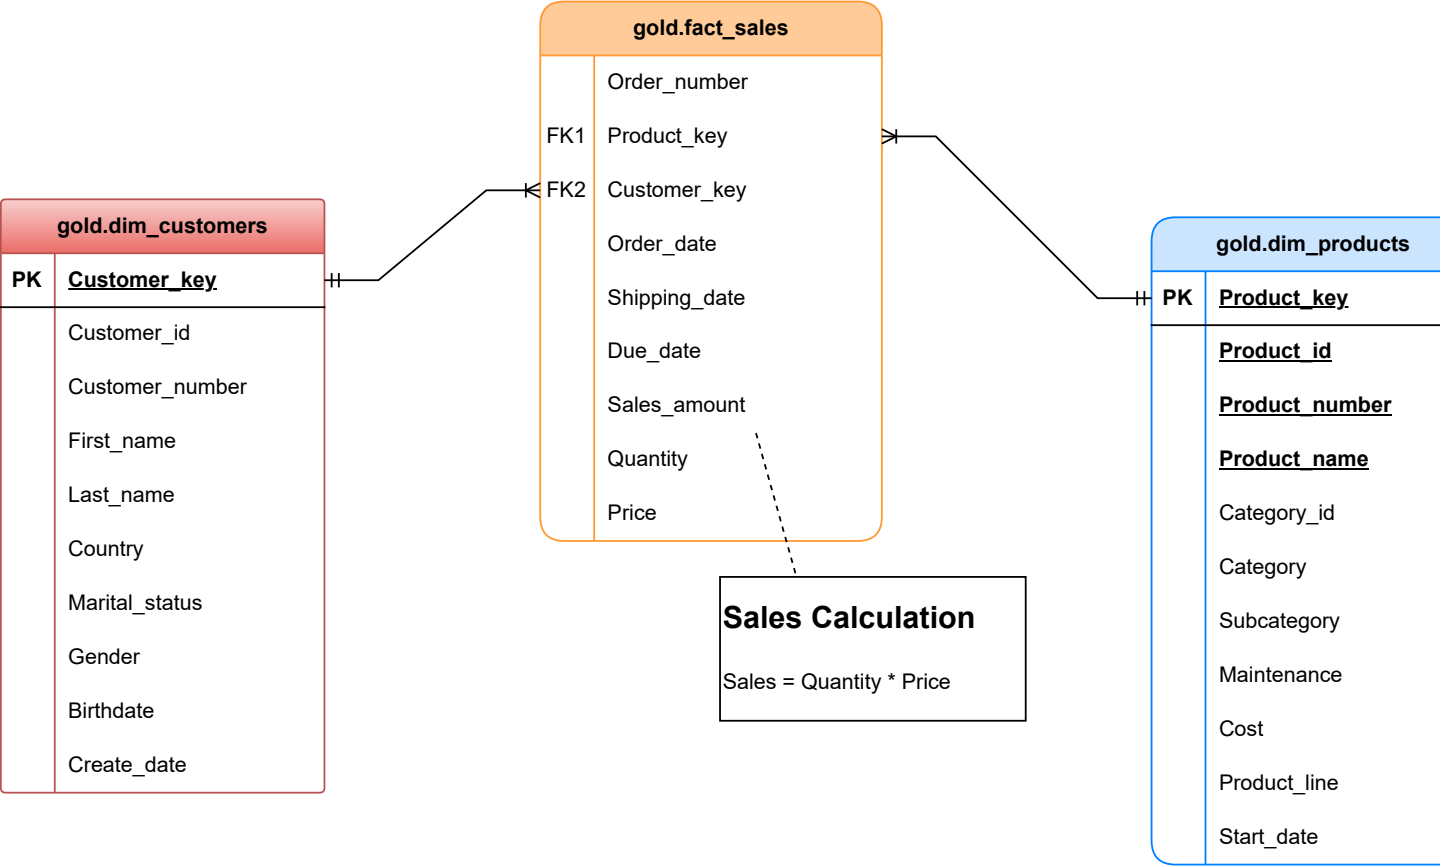 gold.fact_sales
Order_number
FK1 Product_key
FK2 Customer_key
Order_date
Shipping_date
Due_date
Sales_amount
Quantity
Price
gold.dim_customers
PK Customer_key
Customer_id
Customer_number
First_name
Last_name
Country
Marital_status
Gender
Birthdate
Create_date
gold.dim_products
PK Product_key
Product_id
Product_number
Product_name
Category_id
Category
Subcategory
Maintenance
Cost
Product_line
Start_date
Sales Calculation
Sales = Quantity * Price